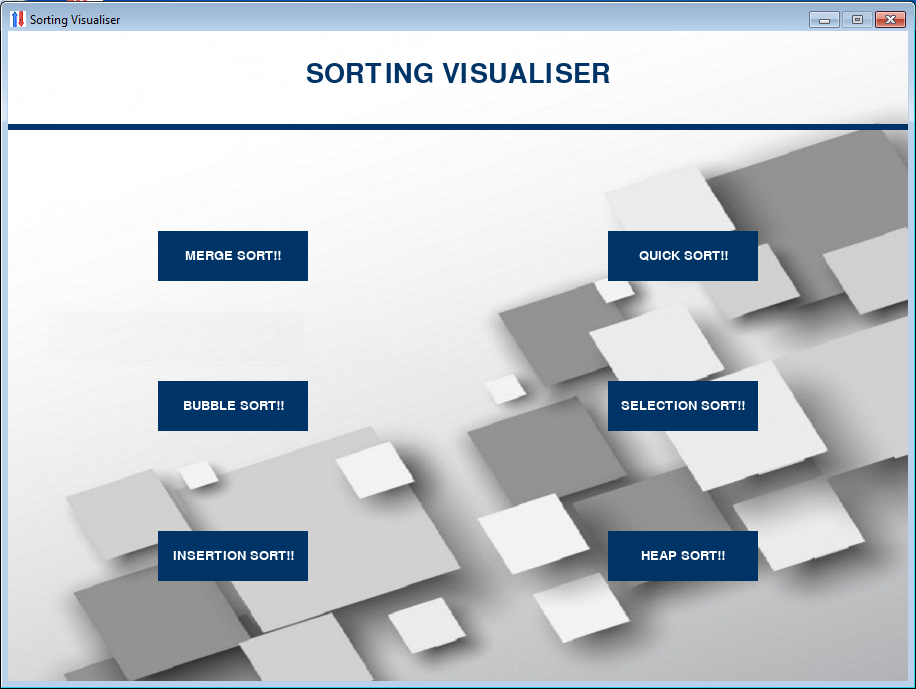 Sorting Visualiser
SORTING VISUALISER
MERGE SORT!!
QUICK SORT!!
BUBBLE SORT!!
SELECTION SORT!!
INSERTION SORT!!
HEAP SORT!!